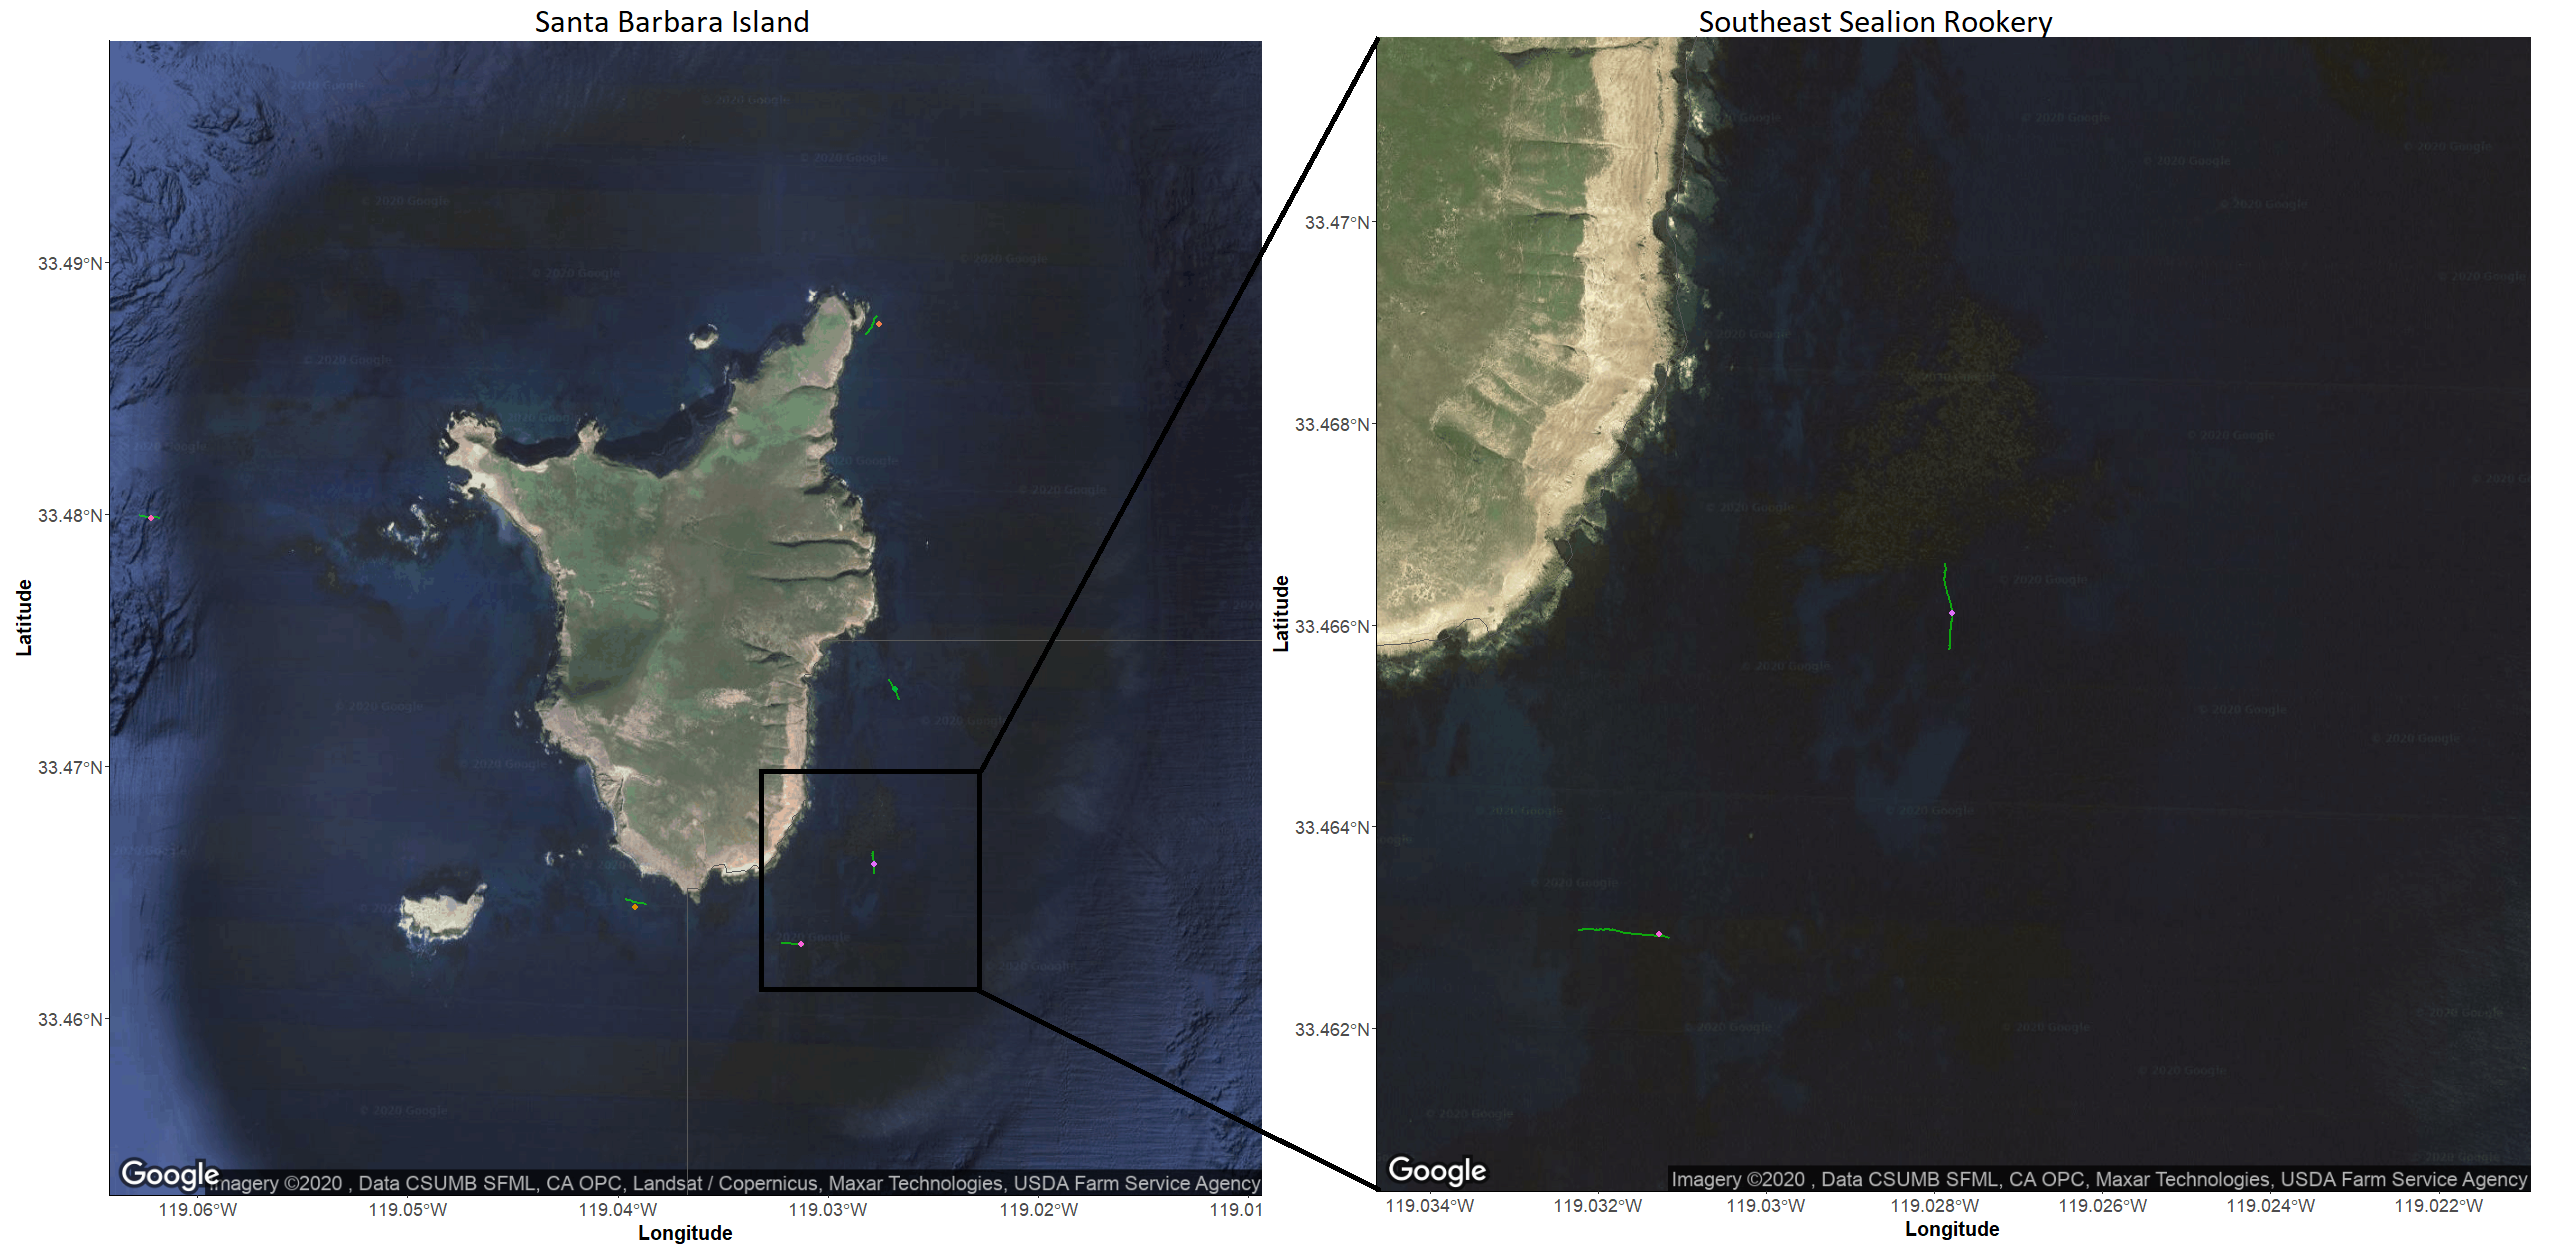 Santa Barbara Island
Southeast Sealion Rookery
33.49°N
33.48°N
33.47°N
33.46°N
Latitude
119.06°W
119.05°W
119.04°W
119.03°W
119.02°W
119.01
Longitude
Google
Imagery ©2020 , Data CSUMB SFML, CA OPC, Landsat / Copernicus, Maxar Technologies, USDA Farm Service Agency
© 2020 Google
33.47°N
33.468°N
33.466°N
33.464°N
33.462°N
Latitude
119.034°W
119.032°W
119.03°W
119.028°W
119.026°W
119.024°W
119.022°W
Longitude
Google
Imagery ©2020 , Data CSUMB SFML, CA OPC, Maxar Technologies, USDA Farm Service Agency
© 2020 Google